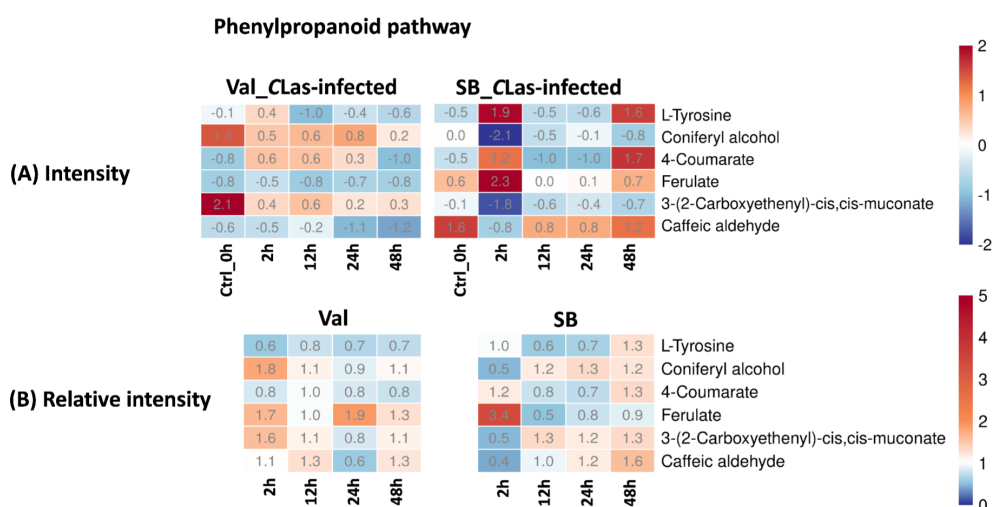 Phenylpropanoid pathway
Val_CLas-infected SB_CLas-infected
(A) Intensity
-0.1 0.4 -1.0 -0.4 -0.6 -0.5 1.9 -0.5 -0.6 1.6 L-Tyrosine
1.4 0.5 0.6 0.8 0.2 0.0 -2.1 -0.5 -0.1 -0.8 Coniferyl alcohol
-0.8 0.6 0.6 0.3 -1.0 -0.5 1.2 -1.0 -1.0 1.7 4-Coumarate
-0.8 -0.5 -0.8 -0.7 -0.8 0.6 2.3 0.0 0.1 0.7 Ferulate
2.1 0.4 0.6 0.2 0.3 -0.1 -1.8 -0.6 -0.4 -0.7 3-(2-Carboxyethenyl)-cis,cis-muconate
-0.6 -0.5 -0.2 -1.1 -1.2 1.6 -0.8 0.8 0.8 1.2 Caffeic aldehyde
Ctrl_0h 2h 12h 24h 48h Ctrl_0h 2h 12h 24h 48h
2
1
0
-1
-2
Val SB
(B) Relative intensity
0.6 0.8 0.7 0.7 1.0 0.6 0.7 1.3 L-Tyrosine
1.8 1.1 0.9 1.1 0.5 1.2 1.3 1.2 Coniferyl alcohol
0.8 1.0 0.8 0.8 1.2 0.8 0.7 1.3 4-Coumarate
1.7 1.0 1.9 1.3 3.4 0.5 0.8 0.9 Ferulate
1.6 1.1 0.8 1.1 0.5 1.3 1.2 1.3 3-(2-Carboxyethenyl)-cis,cis-muconate
1.1 1.3 0.6 1.3 0.4 1.0 1.2 1.6 Caffeic aldehyde
2h 12h 24h 48h 2h 12h 24h 48h
5
4
3
2
1
0